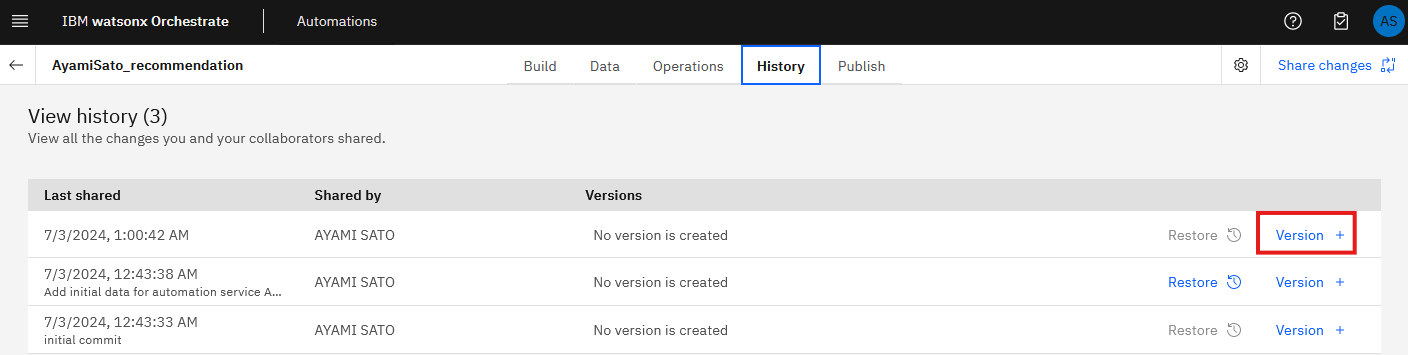 IBM watsonx Orchestrate Automations AS
AyamiSato_recommendation Build Data Operations History Publish Share changes
View history (3)
View all the changes you and your collaborators shared.
Last shared Shared by Versions
7/3/2024, 1:00:42 AM AYAMI SATO No version is created Restore Version +
7/3/2024, 12:43:38 AM
Add initial data for automation service A... AYAMI SATO No version is created Restore Version +
7/3/2024, 12:43:33 AM
initial commit AYAMI SATO No version is created Restore Version +